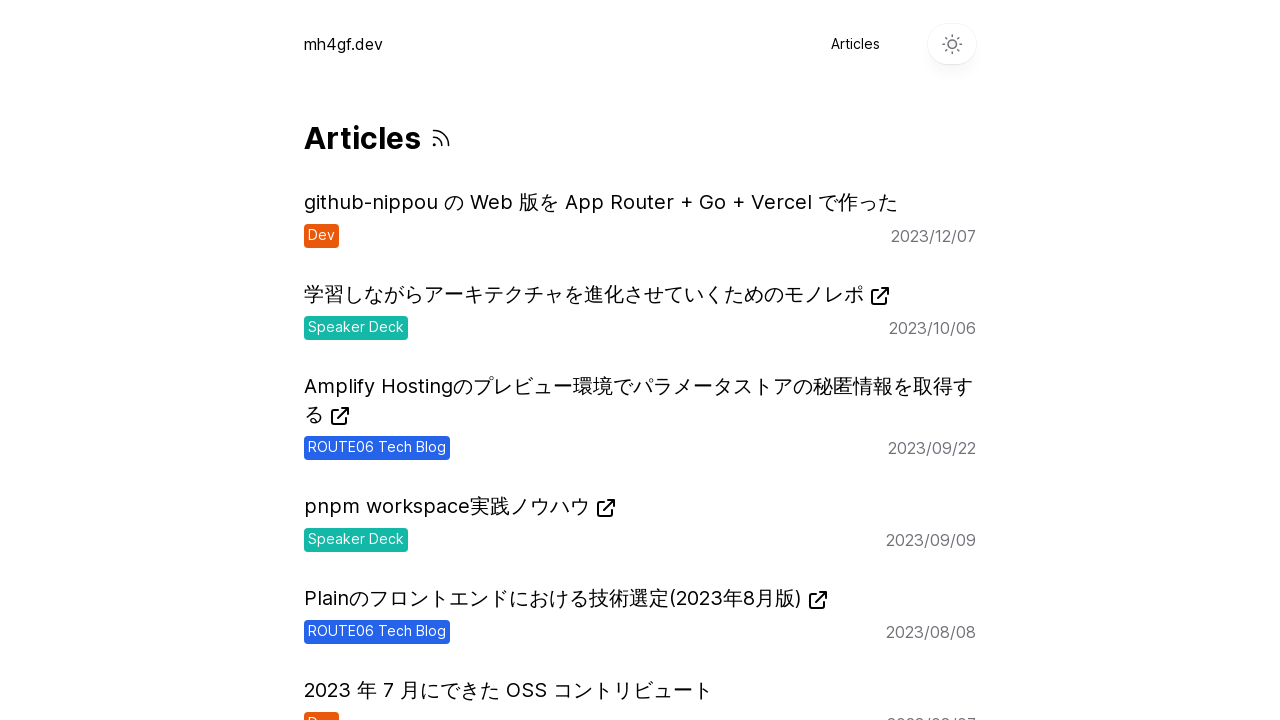 mh4gf.dev
Articles
Articles
github-nippou の Web 版を App Router + Go + Vercel で作った
Dev
2023/12/07
学習しながらアーキテクチャを進化させていくためのモノレポ
Speaker Deck
2023/10/06
Amplify Hostingのプレビュー環境でパラメータストアの秘匿情報を取得す
る
ROUTE06 Tech Blog
2023/09/22
pnpm workspace実践ノウハウ
Speaker Deck
2023/09/09
Plainのフロントエンドにおける技術選定(2023年8月版)
ROUTE06 Tech Blog
2023/08/08
2023 年 7 月にできた OSS コントリビュート
Dev